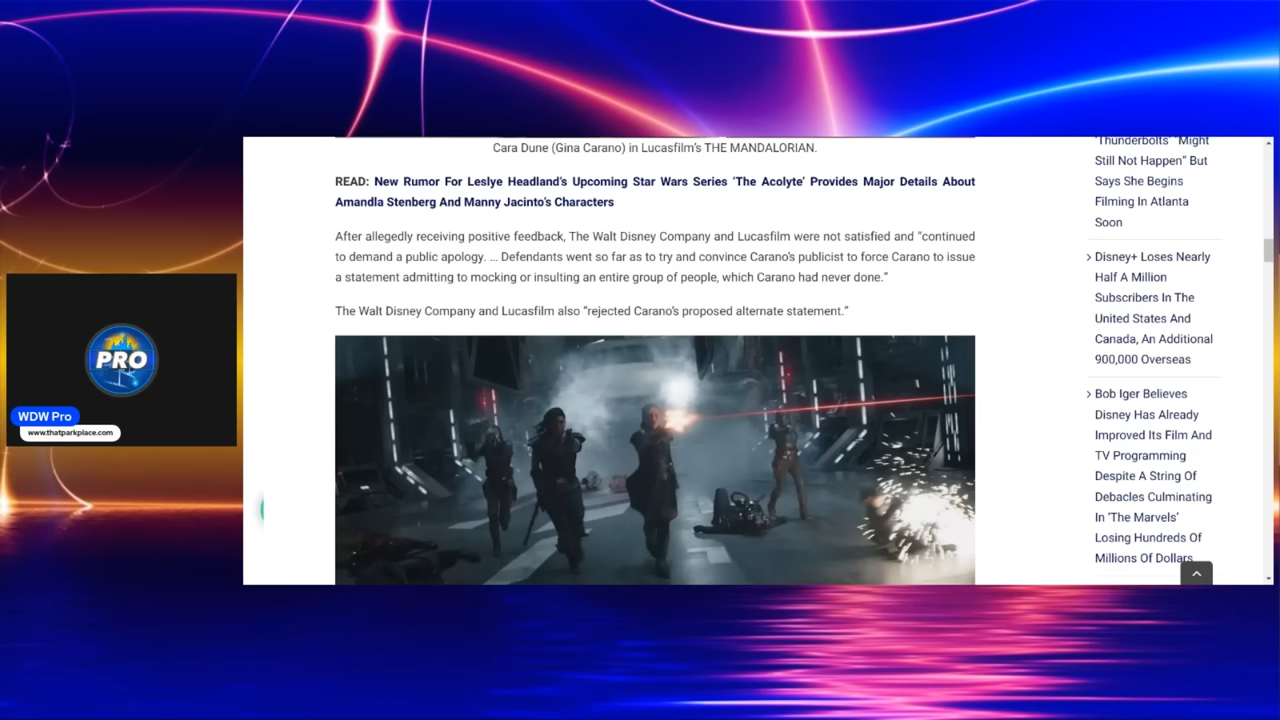 Cara Dune (Gina Carano) in Lucasfilm's THE MANDALORIAN.
READ: New Rumor For Leslye Headland's Upcoming Star Wars Series 'The Acolyte' Provides Major Details About
Amandla Stenberg And Manny Jacinto's Characters
After allegedly receiving positive feedback, The Walt Disney Company and Lucasfilm were not satisfied and “continued
to demand a public apology. … Defendants went so far as to try and convince Carano's publicist to force Carano to issue
a statement admitting to mocking or insulting an entire group of people, which Carano had never done.”
The Walt Disney Company and Lucasfilm also “rejected Carano's proposed alternate statement.”
'Thunderbolts' “Might
Still Not Happen” But
Says She Begins
Filming In Atlanta
Soon
Disney+ Loses Nearly
Half A Million
Subscribers In The
United States And
Canada, An Additional
900,000 Overseas
Bob Iger Believes
Disney Has Already
Improved Its Film And
TV Programming
Despite A String Of
Debacles Culminating
In 'The Marvels'
Losing Hundreds Of
Millions Of Dollars
PRO
WDW Pro
www.thatparkplace.com